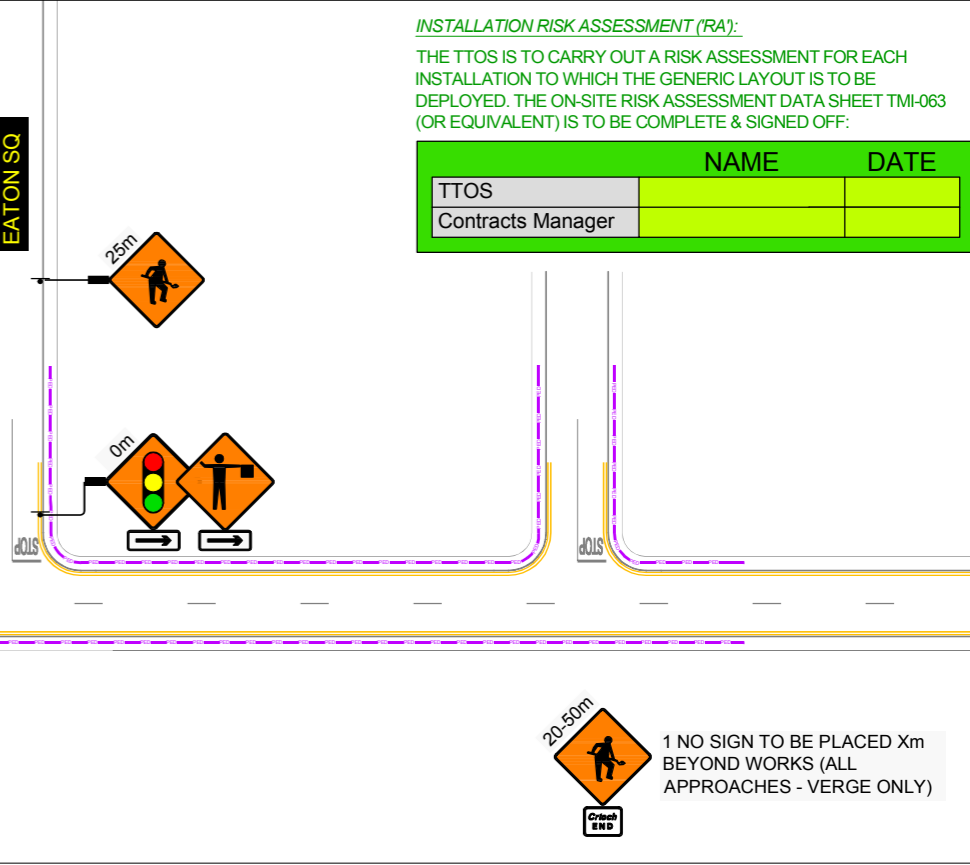 INSTALLATION RISK ASSESSMENT ('RA'):
THE TTOS IS TO CARRY OUT A RISK ASSESSMENT FOR EACH
INSTALLATION TO WHICH THE GENERIC LAYOUT IS TO BE
DEPLOYED. THE ON-SITE RISK ASSESSMENT DATA SHEET TMI-063
(OR EQUIVALENT) IS TO BE COMPLETE & SIGNED OFF:
NAME DATE
TTOS
Contracts Manager
EATON SQ
25m
0m
STOP
STOP
20-50m
1 NO SIGN TO BE PLACED Xm
BEYOND WORKS (ALL
APPROACHES - VERGE ONLY)
Críoch
END